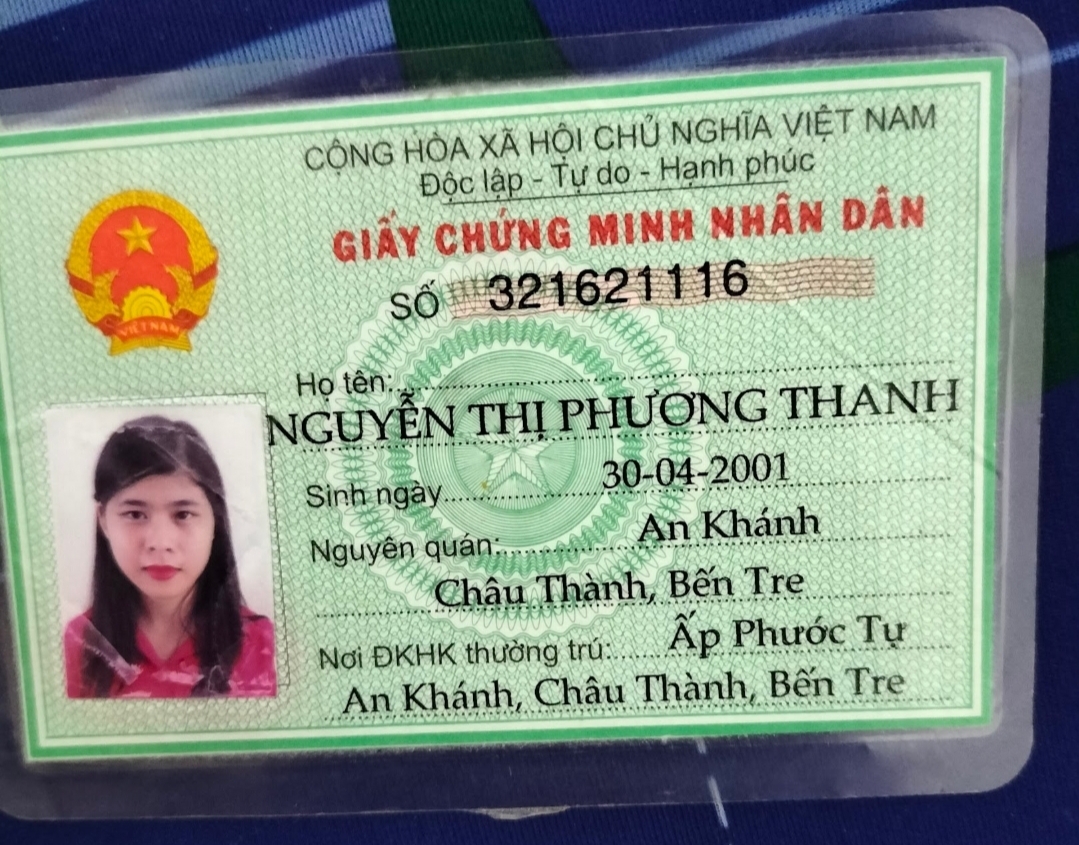 CỘNG HÒA XÃ HỘI CHỦ NGHĨA VIỆT NAM
Độc lập - Tự do - Hạnh phúc
GIẤY CHỨNG MINH NHÂN DÂN
SỐ 321621116
VIỆT NAM
Họ tên:
NGUYỄN THỊ PHƯƠNG THANH
Sinh ngày 30-04-2001
Nguyên quán: An Khánh
Châu Thành, Bến Tre
Nơi ĐKHK thường trú: Ấp Phước Tự
An Khánh, Châu Thành, Bến Tre